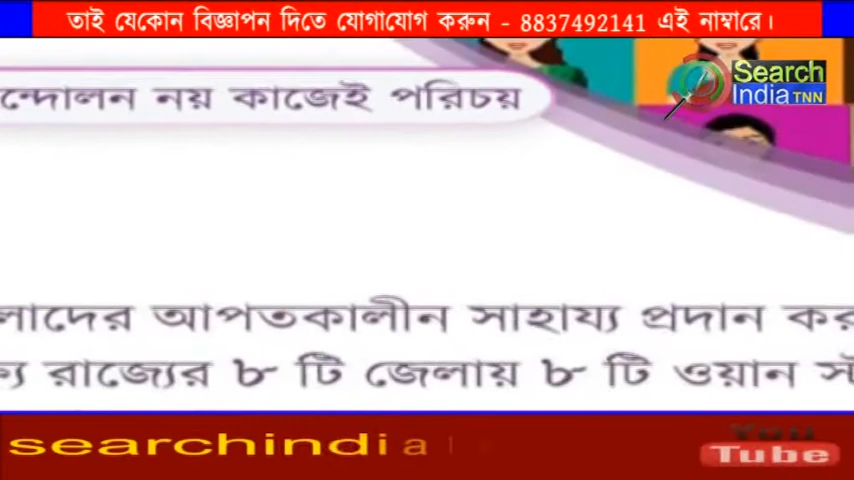 তাই যেকোন বিজ্ঞাপন দিতে যোগাযোগ করুন - 8837492141 এই নাম্বারে।
Search
India TNN
ন্দোলন নয় কাজেই পরিচয়
লাদের আপতকালীন সাহায্য প্রদান কর
রাজ্যের ৮ টি জেলায় ৮ টি ওয়ান
searchindia
You
Tube